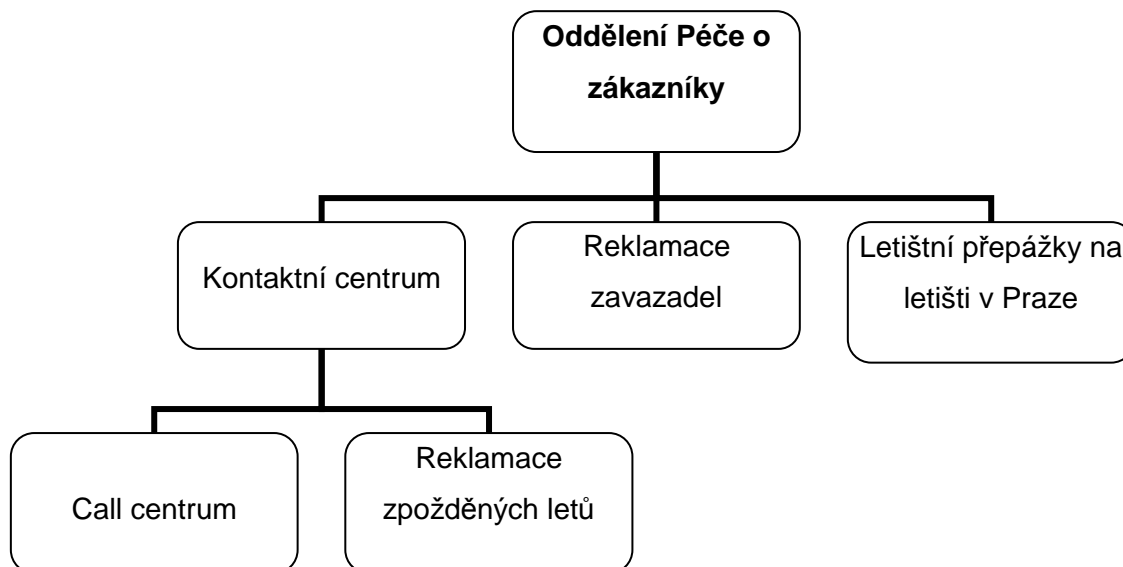 Oddělení Péče o
zákazníky
Kontaktní centrum
Reklamace
zavazadel
Letištní přepážky na
letišti v Praze
Call centrum
Reklamace
zpožděných letů